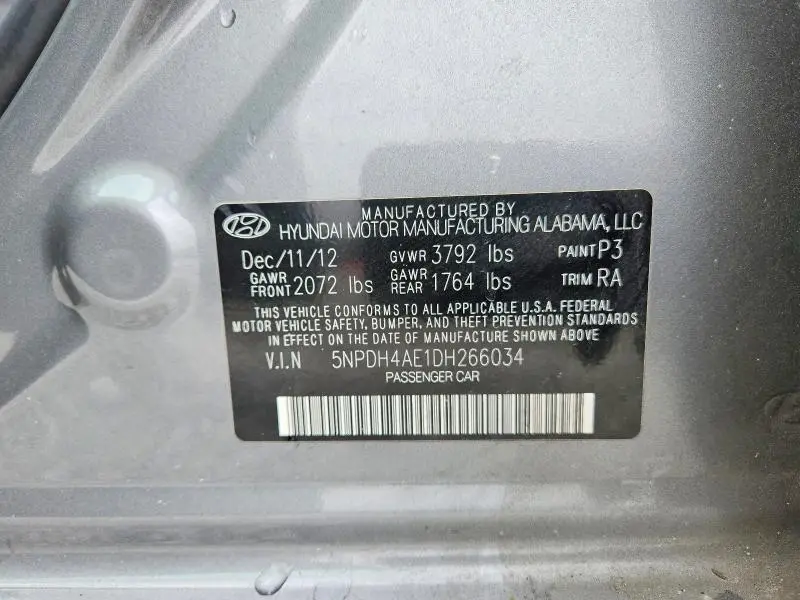 MANUFACTURED BY
HYUNDAI MOTOR MANUFACTURING ALABAMA, LLC
Dec/11/12 GVWR 3792 lbs PAINT P3
GAWR FRONT 2072 lbs GAWR REAR 1764 lbs TRIM RA
THIS VEHICLE CONFORMS TO ALL APPLICABLE U.S.A. FEDERAL
MOTOR VEHICLE SAFETY, BUMPER, AND THEFT PREVENTION STANDARDS
IN EFFECT ON THE DATE OF MANUFACTURE SHOWN ABOVE
V.I.N 5NPDH4AE1DH266034
PASSENGER CAR